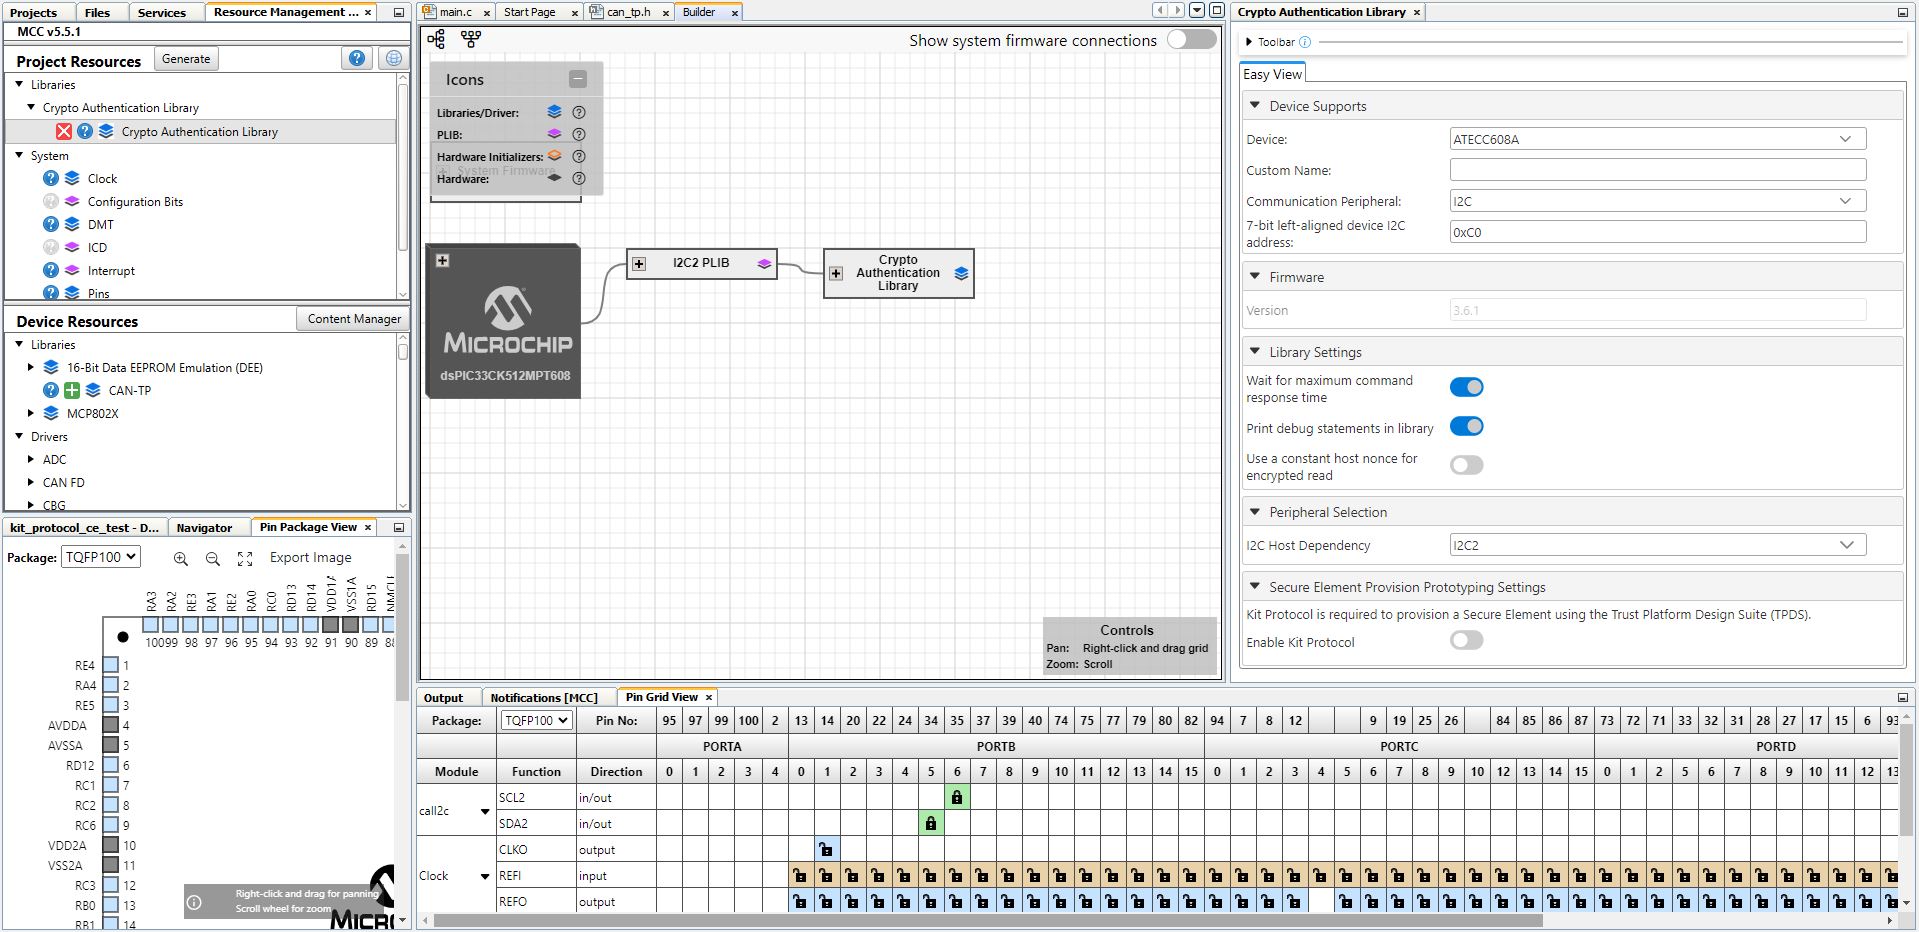 Projects Files Services Resource Management ... ×
MCC v5.5.1
Project Resources Generate
Libraries
Crypto Authentication Library
Crypto Authentication Library
System
Clock
Configuration Bits
DMT
ICD
Interrupt
Pins
Device Resources Content Manager
Libraries
16-Bit Data EEPROM Emulation (DEE)
CAN-TP
MCP802X
Drivers
ADC
CAN FD
CBG
kit_protocol_ce_test - D... Navigator Pin Package View ×
Package: TQFP100 Export Image
RA3 RA2 RE3 RA1 RE2 RA0 RC0 RD13 RD14 VDD1A VSS1A RD15
100 99 98 97 96 95 94 93 92 91 90 89
RE4 1
RA4 2
RE5 3
AVDDA 4
AVSSA 5
RD12 6
RC1 7
RC2 8
RC6 9
VDD2A 10
VSS2A 11
RC3 12
RB0 13
RB1 14
Right-click and drag for panning
Scroll wheel for zoom
main.c × Start Page × can_tp.h × Builder ×
Show system firmware connections
Icons
Libraries/Driver:
PLIB:
Hardware Initializers:
System Firmware
Hardware:
MICROCHIP
dsPIC33CK512MPT608
I2C2 PLIB
Crypto
Authentication
Library
Controls
Pan: Right-click and drag grid
Zoom: Scroll
Crypto Authentication Library ×
Toolbar
Easy View
Device Supports
Device: ATECC608A
Custom Name:
Communication Peripheral: I2C
7-bit left-aligned device I2C
address: 0xC0
Firmware
Version 3.6.1
Library Settings
Wait for maximum command
response time
Print debug statements in library
Use a constant host nonce for
encrypted read
Peripheral Selection
I2C Host Dependency I2C2
Secure Element Provision Prototyping Settings
Kit Protocol is required to provision a Secure Element using the Trust Platform Design Suite (TPDS).
Enable Kit Protocol
Output Notifications [MCC] Pin Grid View ×
Package: TQFP100 Pin No: 95 97 99 100 2 13 14 20 22 24 34 35 37 39 40 74 75 77 79 80 82 94 7 8 12 9 19 25 26 84 85 86 87 73 72 71 33 32 31 28 27 17 15 6 93
PORTA PORTB PORTC PORTD
Module Function Direction 0 1 2 3 4 0 1 2 3 4 5 6 7 8 9 10 11 12 13 14 15 0 1 2 3 4 5 6 7 8 9 10 12 13 14 15 0 1 2 5 6 7 8 9 10 11 12 13
call2c SCL2 in/out
SDA2 in/out
CLKO output
Clock REFI input
REFO output